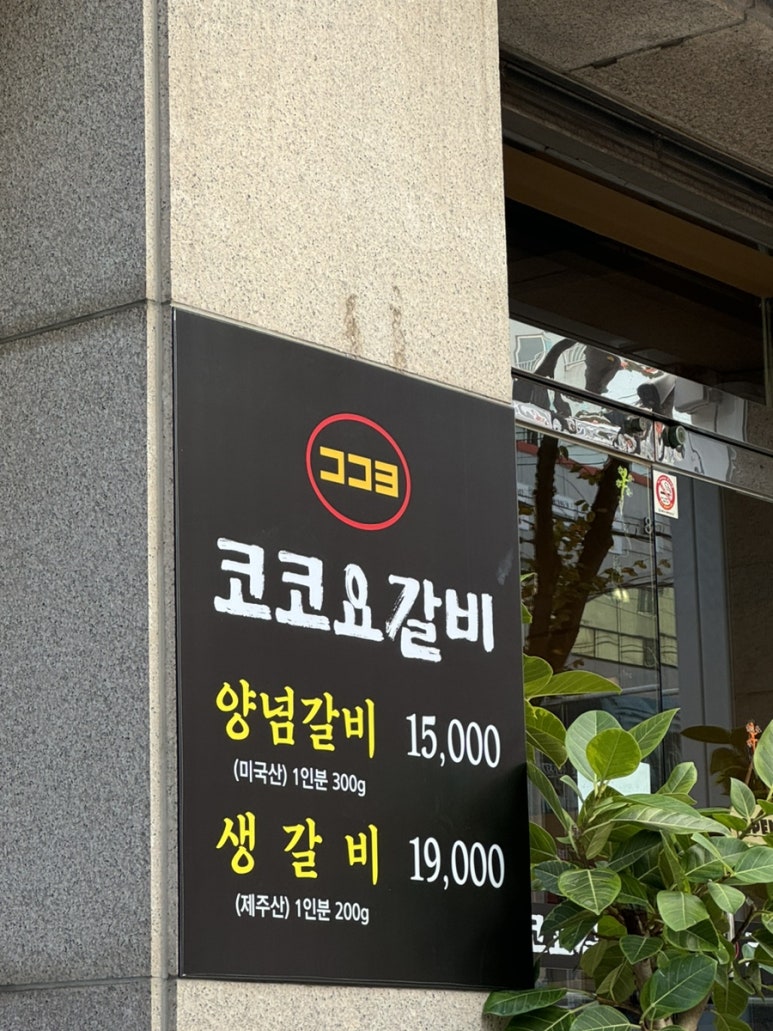 ココヨ
코코요갈비
양념갈비 15,000
(미국산) 1인분 300g
생갈비 19,000
(제주산) 1인분 200g